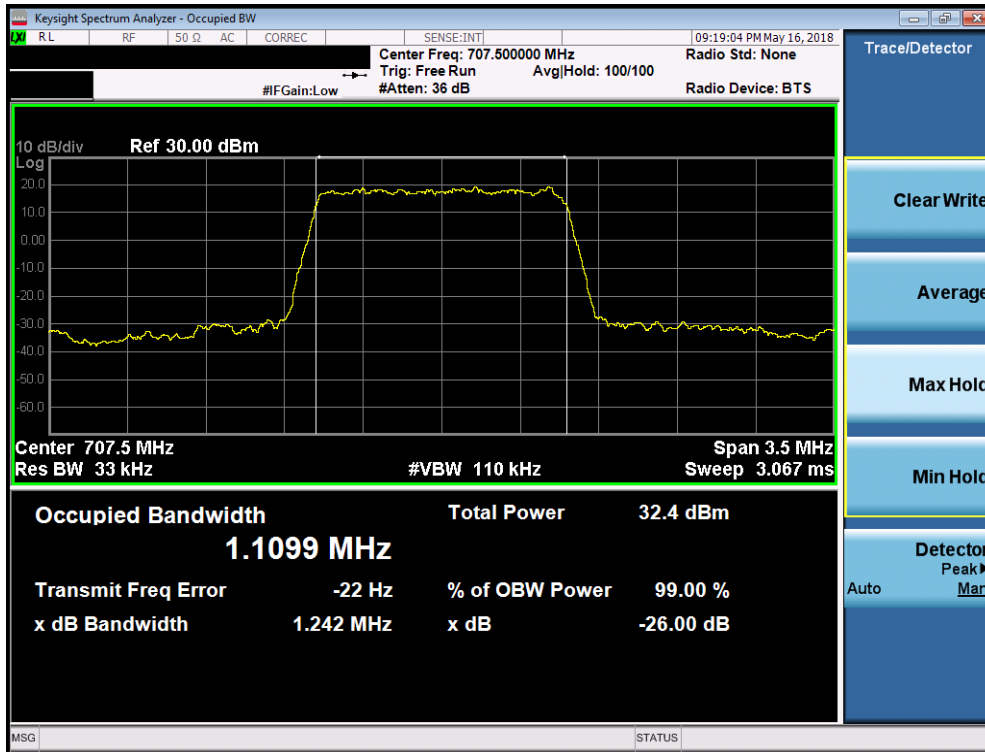 Keysight Spectrum Analyzer - Occupied BW
LXI RL RF 50 Ω AC CORREC SENSE:INT 09:19:04 PM May 16, 2018
Center Freq: 707.500000 MHz Radio Std: None
Trig: Free Run Avg|Hold: 100/100
#IFGain:Low #Atten: 36 dB Radio Device: BTS
Trace/Detector
10 dB/div Ref 30.00 dBm
Log
20.0
10.0
0.00
-10.0
-20.0
-30.0
-40.0
-50.0
-60.0
Center 707.5 MHz Span 3.5 MHz
Res BW 33 kHz #VBW 110 kHz Sweep 3.067 ms
Occupied Bandwidth Total Power 32.4 dBm
1.1099 MHz
Transmit Freq Error -22 Hz % of OBW Power 99.00 %
x dB Bandwidth 1.242 MHz x dB -26.00 dB
Clear Write
Average
Max Hold
Min Hold
Detector
Peak
Auto Man
MSG STATUS